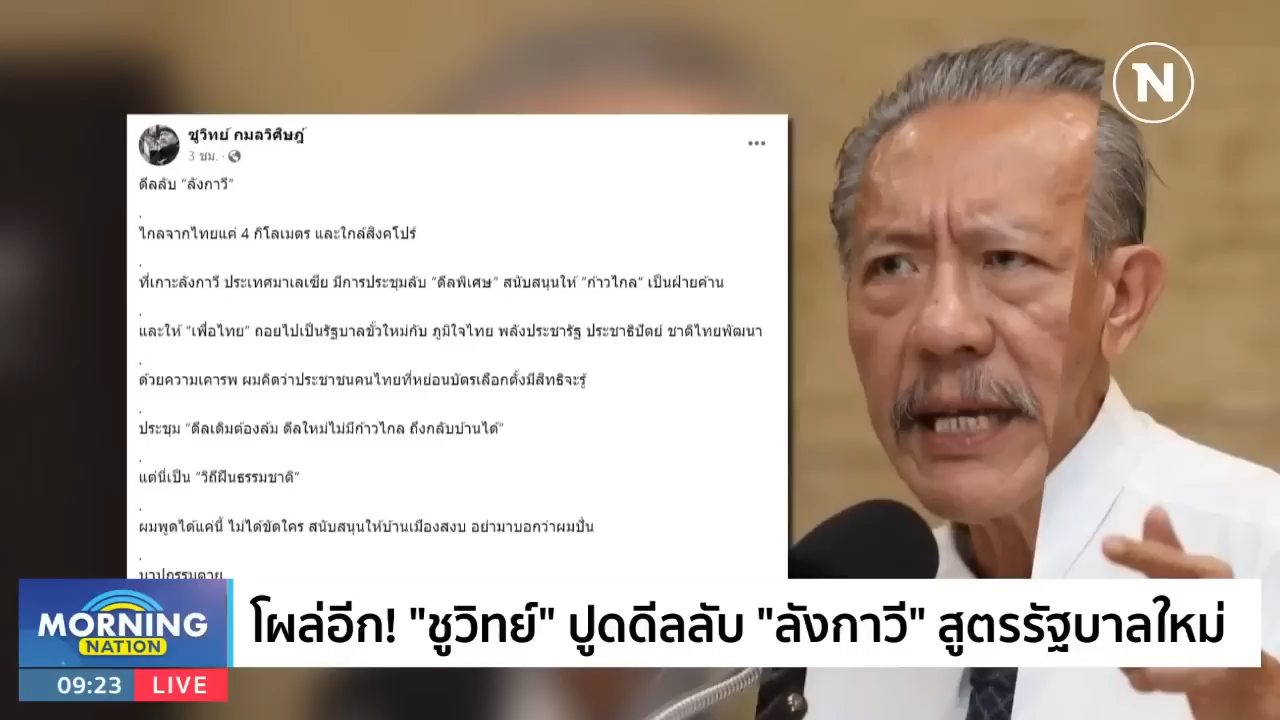 N
ชูวิทย์ กมลวิศิษฎ์
3 ชม. ·
ดีลลับ “ลังกาวี”
.
ไกลจากไทยแค่ 4 กิโลเมตร และใกล้สิงคโปร์
.
ที่เกาะลังกาวี ประเทศมาเลเซีย มีการประชุมลับ “ดีลพิเศษ” สนับสนุนให้ “ก้าวไกล” เป็นฝ่ายค้าน
.
และให้ “เพื่อไทย” ถอยไปเป็นรัฐบาลขั้วใหม่กับ ภูมิใจไทย พลังประชารัฐ ประชาธิปัตย์ ชาติไทยพัฒนา
.
ด้วยความเคารพ ผมคิดว่าประชาชนคนไทยที่หย่อนบัตรเลือกตั้งมีสิทธิจะรู้
.
ประชุม “ดีลเดิมต้องล้ม ดีลใหม่ไม่มีก้าวไกล ถึงกลับบ้านได้”
.
แต่นี่เป็น “วิถีฝืนธรรมชาติ”
.
ผมพูดได้แค่นี้ ไม่ได้ขัดใคร สนับสนุนให้บ้านเมืองสงบ อย่ามาบอกว่าผมปั่น
.
โผล่อีก! "ชูวิทย์" ปูดดีลลับ "ลังกาวี" สูตรรัฐบาลใหม่
MORNING
NATION
09:23 LIVE